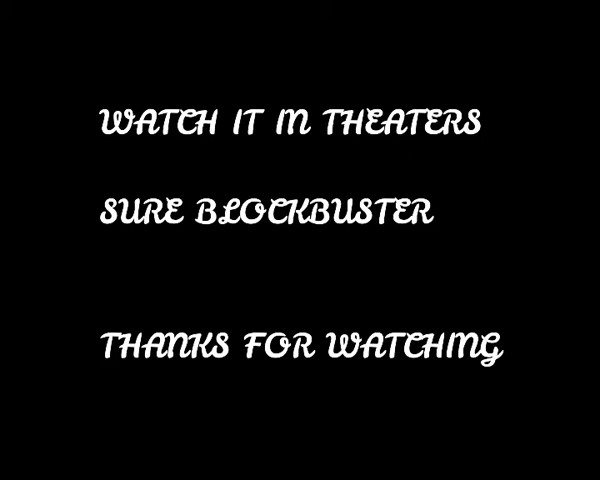 WATCH IT IN THEATERS
SURE BLOCKBUSTER
THANKS FOR WATCHING